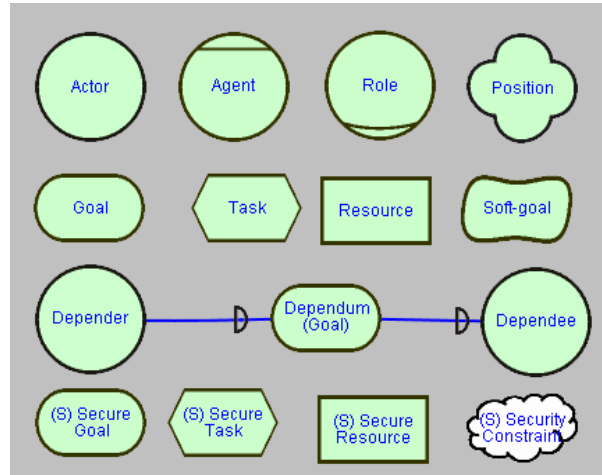 Actor
Agent
Role
Position
Goal
Task
Resource
Soft-goal
Depender
Dependum
(Goal)
Dependee
(S) Secure
Goal
(S) Secure
Task
(S) Secure
Resource
(S) Security
Constraint